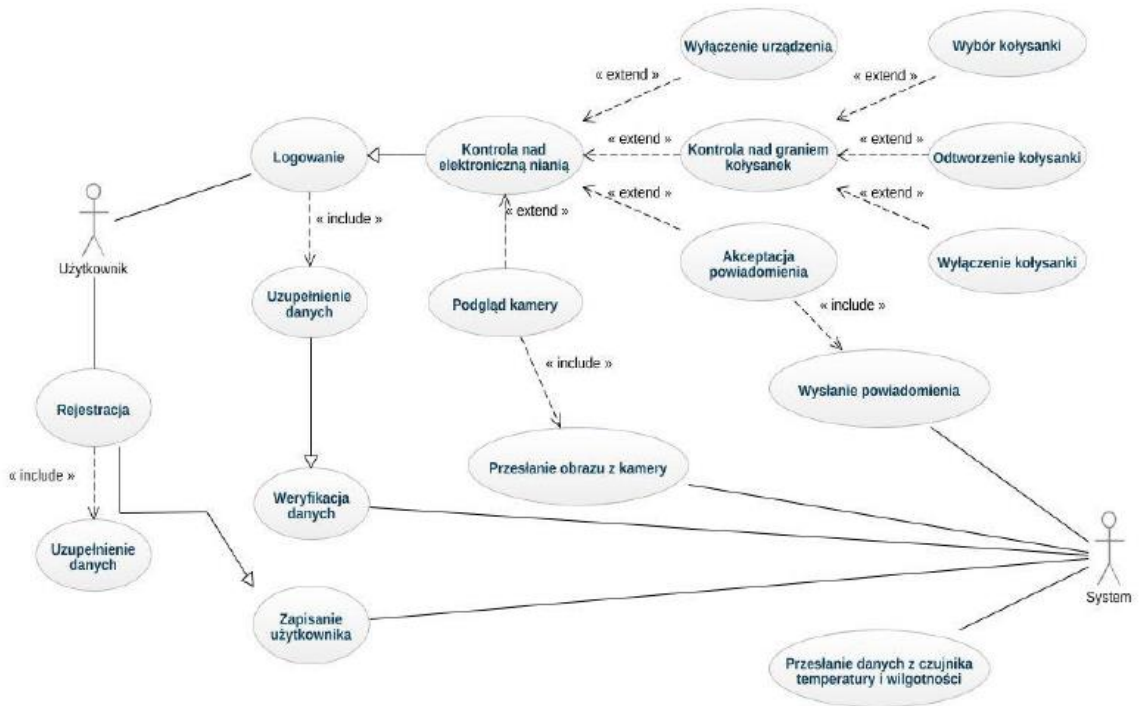 Wyłączenie urządzenia
Wybór kołysanki
« extend »
« extend »
Logowanie
Kontrola nad
elektroniczną nianią
« extend »
Kontrola nad graniem
kołysanek
« extend »
Odtworzenie kołysanki
« include »
« extend »
« extend »
« extend »
Użytkownik
Uzupełnienie
danych
Podgląd kamery
Akceptacja
powiadomienia
Wyłączenie kołysanki
« include »
« include »
Rejestracja
Wysłanie powiadomienia
« include »
Przesłanie obrazu z kamery
Weryfikacja
danych
Uzupełnienie
danych
System
Zapisanie
użytkownika
Przesłanie danych z czujnika
temperatury i wilgotności